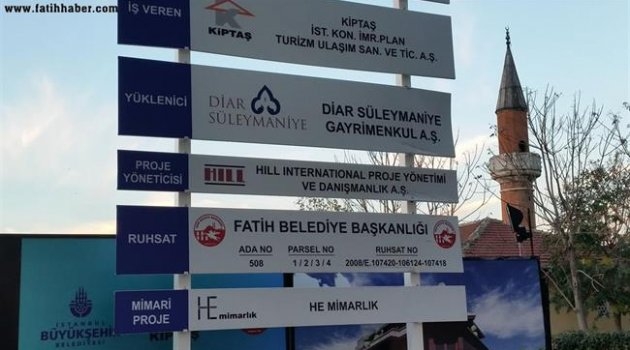 www.fatihhaber.com
İŞ VEREN
KİPTAŞ
KİPTAŞ
İST. KON. İMR.PLAN
TURİZM ULAŞIM SAN. VE TİC. A.Ş.
YÜKLENİCİ
DİAR
SÜLEYMANİYE
DİAR SÜLEYMANİYE
GAYRİMENKUL A.Ş.
PROJE
YÖNETİCİSİ
HILL
HILL INTERNATIONAL PROJE YÖNETİMİ
VE DANIŞMANLIK A.Ş.
RUHSAT
FATİH BELEDİYE BAŞKANLIĞI
ADA NO PARSEL NO RUHSAT NO
508 1 / 2 / 3 / 4 2008/E.107420-106124-107418
MİMARİ
PROJE
HE mimarlık
HE MİMARLIK
İSTANBUL
BÜYÜKŞEHİR
BELEDİYESİ
KİPTAŞ